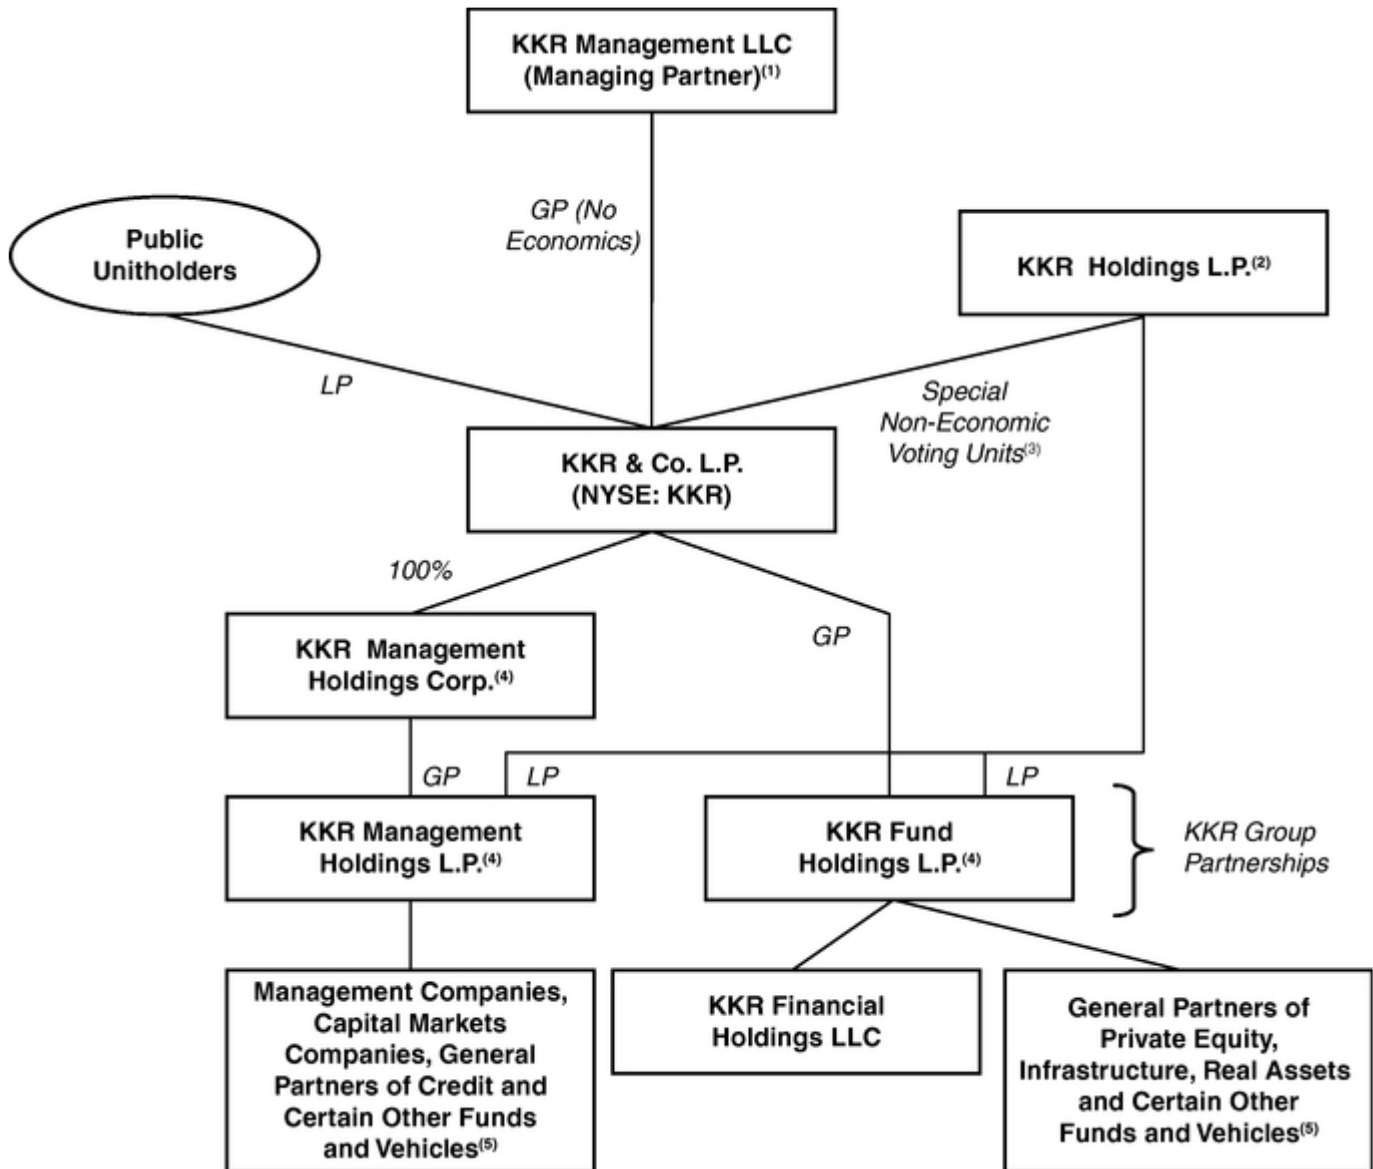 KKR Management LLC
(Managing Partner)(1)
GP (No
Economics)
Public
Unitholders
KKR Holdings L.P.(2)
LP
Special
Non-Economic
Voting Units(3)
KKR & Co. L.P.
(NYSE: KKR)
100%
GP
KKR Management
Holdings Corp.(4)
GP
LP
LP
KKR Management
Holdings L.P.(4)
KKR Fund
Holdings L.P.(4)
KKR Group
Partnerships
Management Companies,
Capital Markets
Companies, General
Partners of Credit and
Certain Other Funds
and Vehicles(5)
KKR Financial
Holdings LLC
General Partners of
Private Equity,
Infrastructure, Real Assets
and Certain Other
Funds and Vehicles(5)